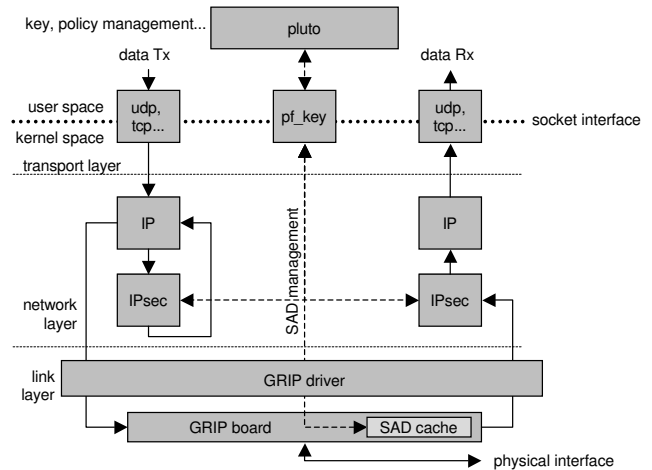 key, policy management...
pluto
data Tx
data Rx
user space
udp,
tcp...
pf_key
udp,
tcp...
socket interface
kernel space
transport layer
IP
IP
SAD management
IPsec
IPsec
network
layer
link
layer
GRIP driver
GRIP board
SAD cache
physical interface